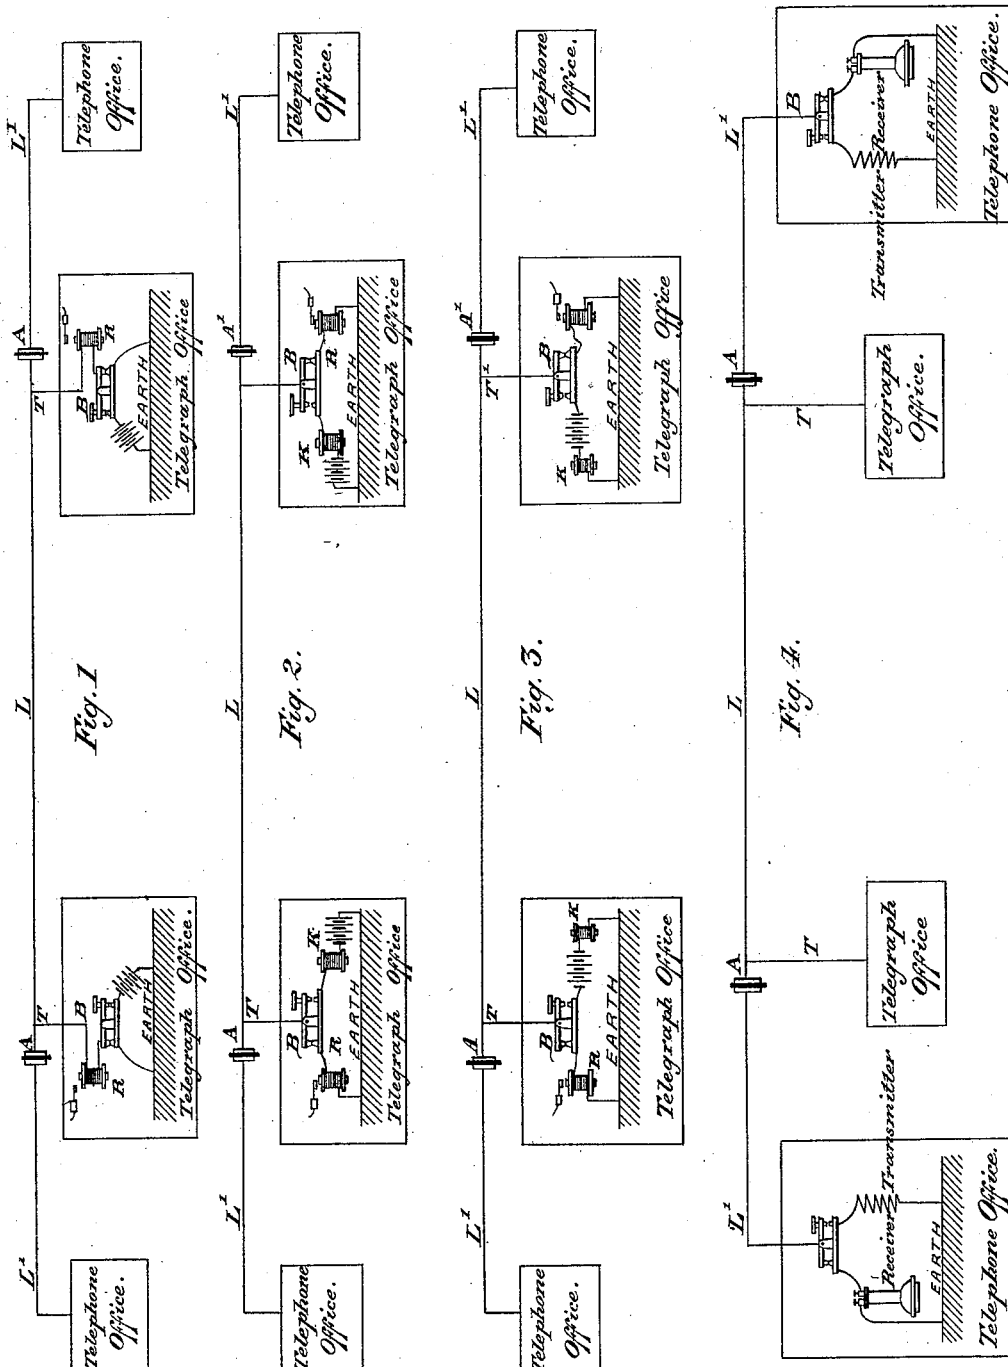 L¹ A L A L¹
T T
B B
R R
EARTH EARTH
Telephone
Office.
Telegraph Office.
Fig. 1
Telegraph Office
Telephone
Office.
L¹ A L A¹ L¹
T
B R K
K B R
EARTH EARTH
Telephone
Office.
Telegraph Office
Fig. 2.
Telegraph Office
Telephone
Office.
L¹ A L A¹ L¹
T T¹
B R K
K B
EARTH EARTH
Telephone
Office.
Telegraph Office
Fig. 3.
Telegraph Office
Telephone
Office.
L¹ A L A L¹
T T
B
Receiver Transmitter
EARTH
Telephone Office.
Telegraph
Office
Fig. 4.
Telegraph
Office.
Transmitter Receiver
EARTH
Telephone Office.